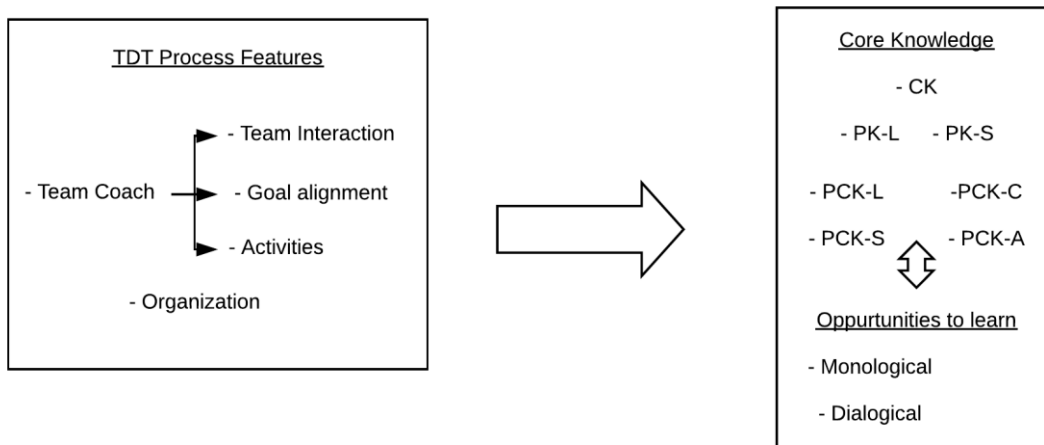 TDT Process Features
- Team Interaction
- Team Coach
- Goal alignment
- Activities
- Organization
Core Knowledge
- CK
- PK-L - PK-S
- PCK-L -PCK-C
- PCK-S - PCK-A
Oppurtunities to learn
- Monological
- Dialogical